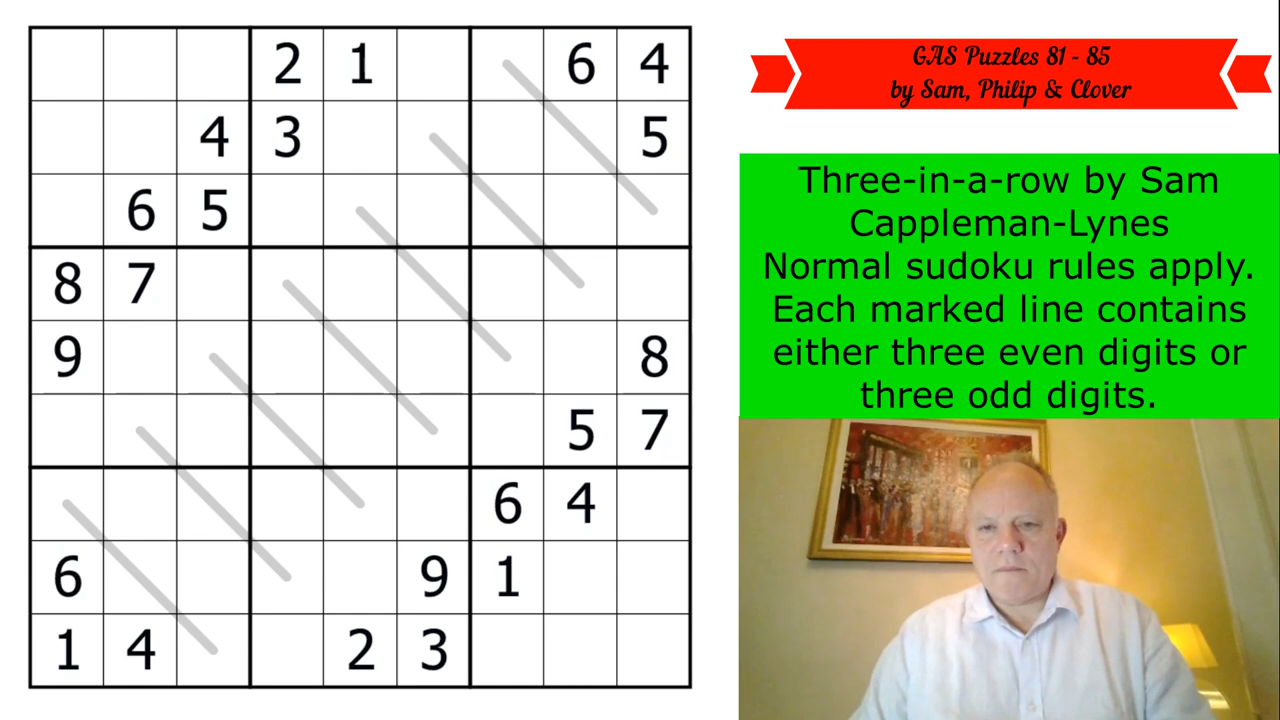 2 1 6 4
4 3 5
6 5
8 7
9 8
5 7
6 4
6 9 1
1 4 2 3
GAS Puzzles 81 - 85
by Sam, Philip & Clover
Three-in-a-row by Sam
Cappleman-Lynes
Normal sudoku rules apply.
Each marked line contains
either three even digits or
three odd digits.